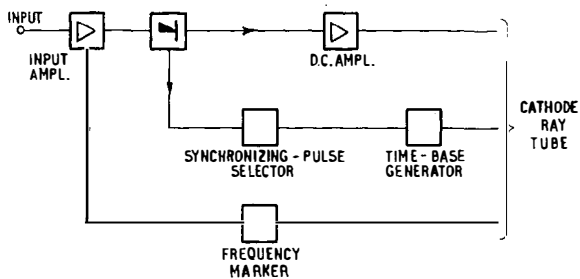 INPUT
INPUT
AMPL.
D.C. AMPL.
SYNCHRONIZING - PULSE
SELECTOR
TIME - BASE
GENERATOR
CATHODE
RAY
TUBE
FREQUENCY
MARKER